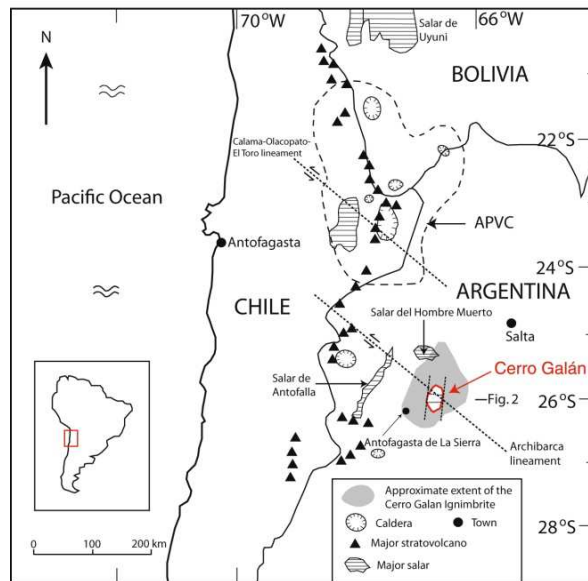 70°W
66°W
N
Salar de
Uyuni
BOLIVIA
22°S
Calama-Olacopato-
El Toro lineament
Pacific Ocean
APVC
Antofagasta
24°S
CHILE
ARGENTINA
Salar del Hombre Muerto
Salta
Salar de
Antofalla
Cerro Galán
Fig. 2
26°S
Antofagasta de La Sierra
Archibarca
lineament
Approximate extent of the
Cerro Galan Ignimbrite
Caldera
Town
Major stratovolcano
Major salar
28°S
0 100 200 km